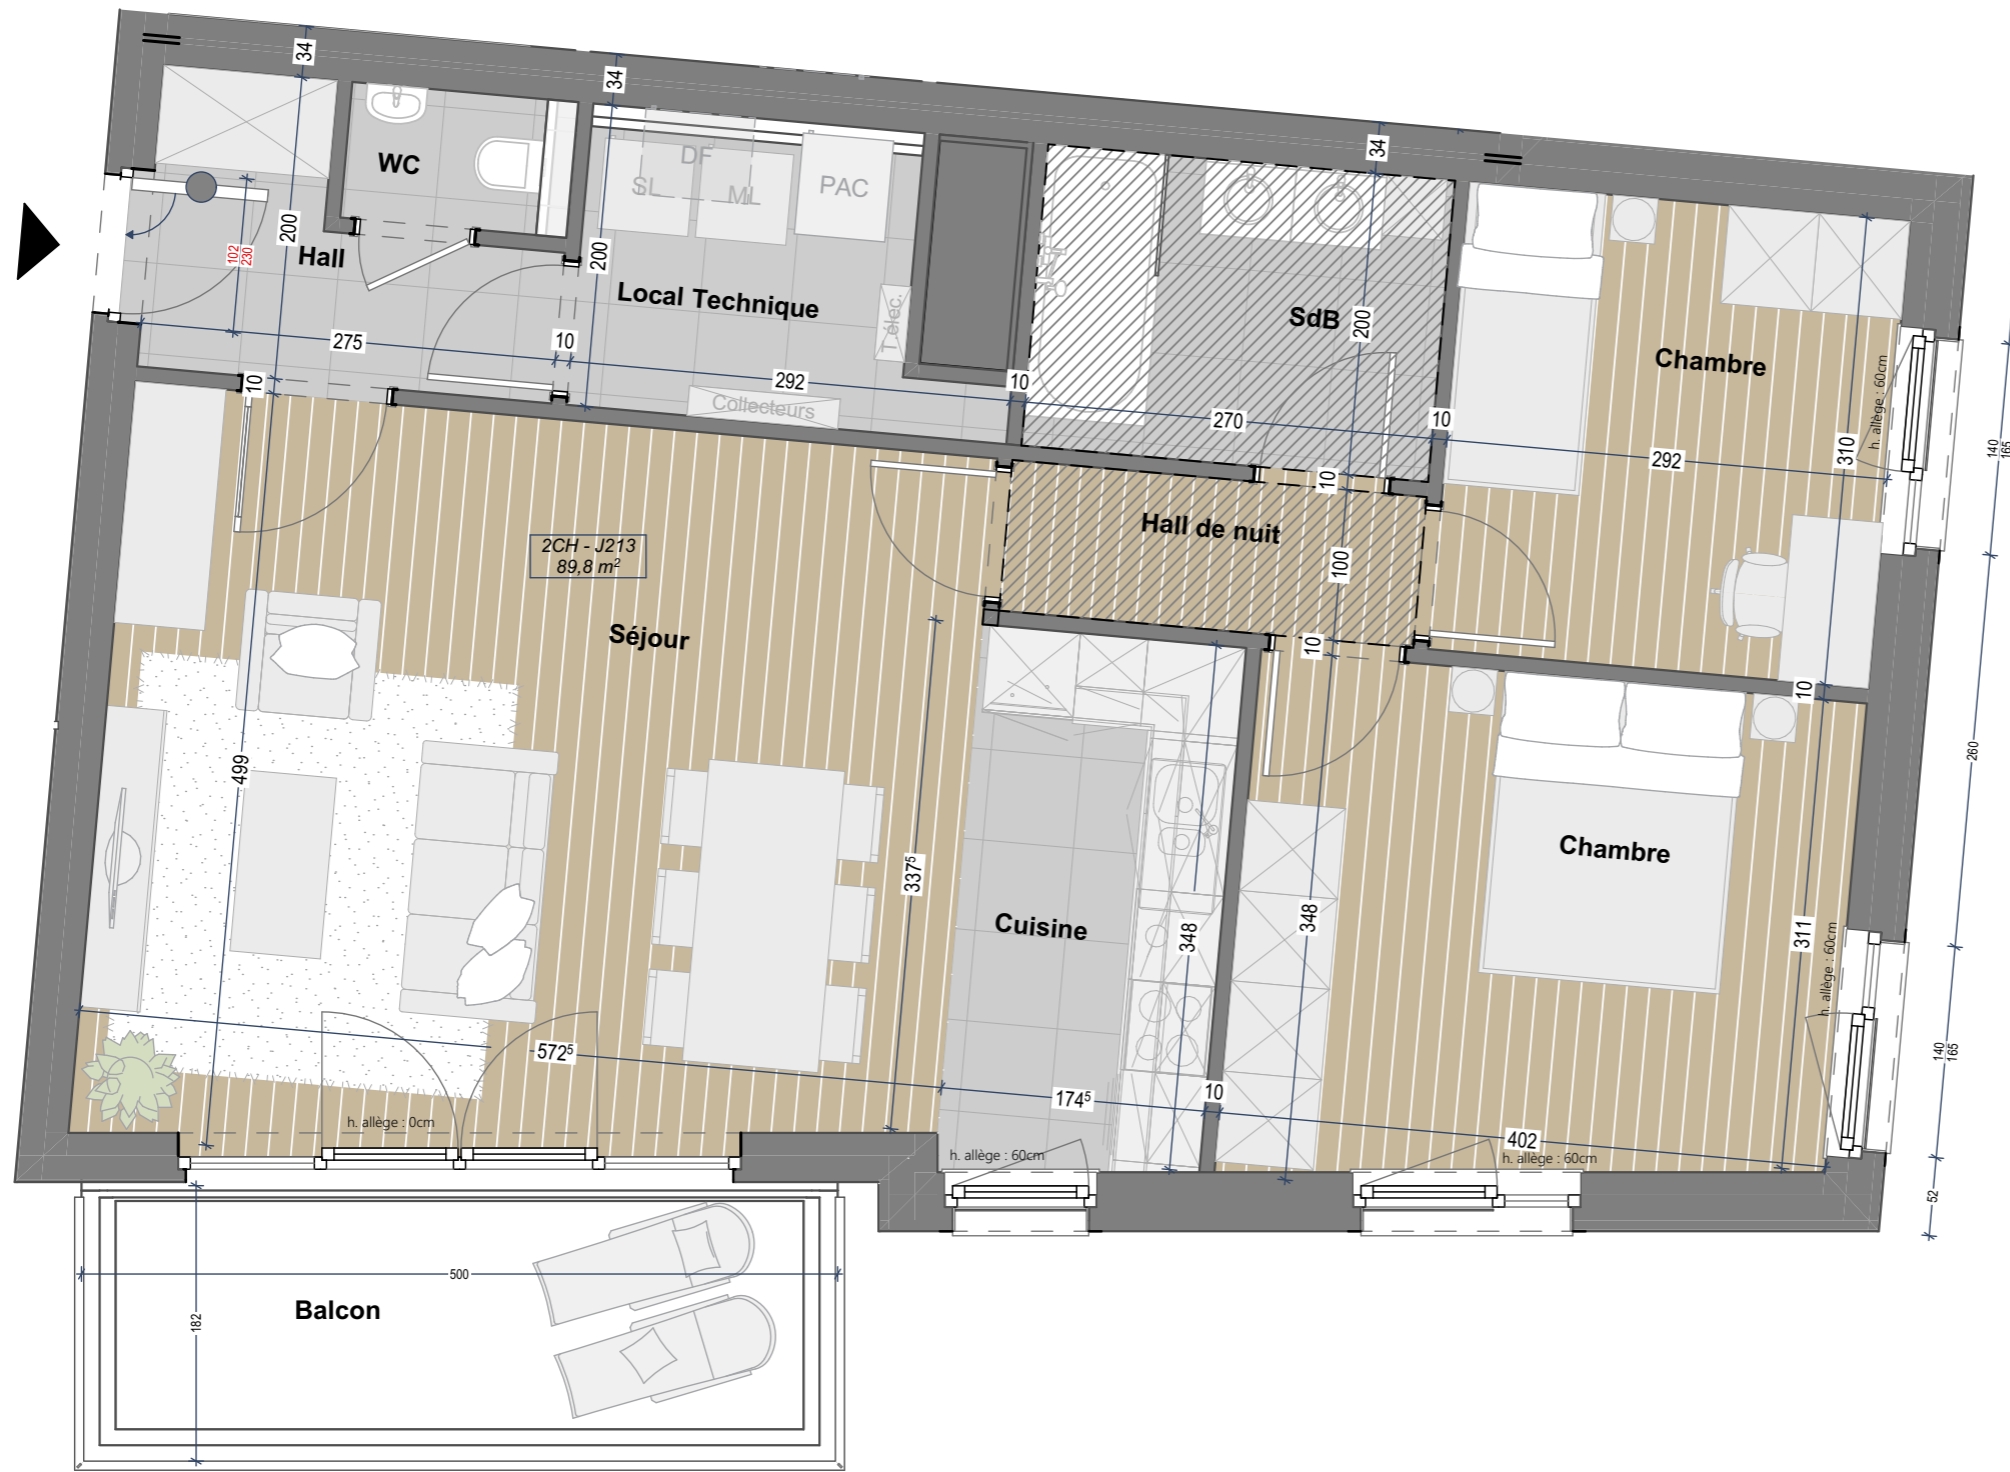 34
34
34
WC
DF
SL
ML
PAC
200
102
230
Hall
200
Local Technique
T.élec.
SdB
200
Chambre
h. allège : 60cm
310
140
165
275
10
292
10
270
10
292
10
Collecteurs
10
Hall de nuit
100
10
2CH - J213
89,8 m²
Séjour
10
260
499
337⁵
Cuisine
348
348
Chambre
311
h. allège : 60cm
140
165
572⁵
174⁵
10
402
h. allège : 0cm
h. allège : 60cm
h. allège : 60cm
52
500
182
Balcon